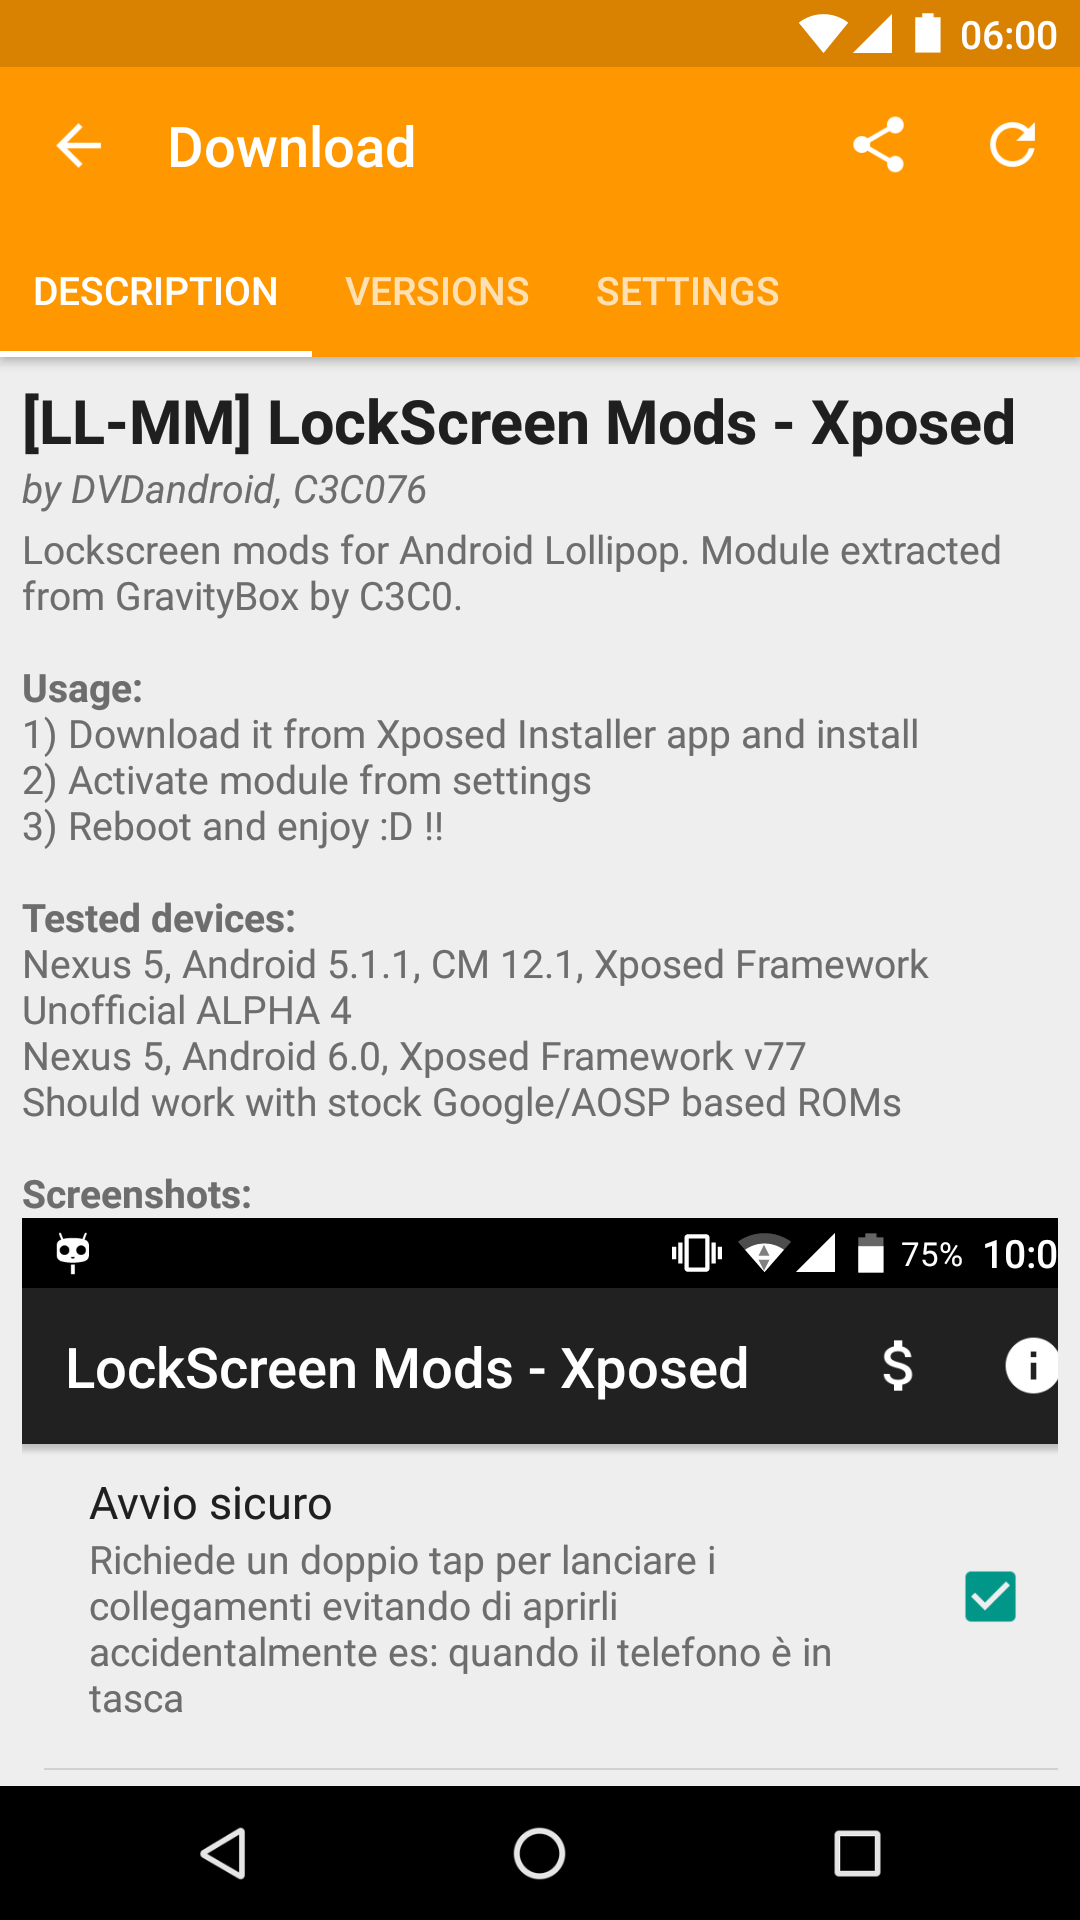 06:00
Download
DESCRIPTION VERSIONS SETTINGS
[LL-MM] LockScreen Mods - Xposed
by DVDandroid, C3C076
Lockscreen mods for Android Lollipop. Module extracted
from GravityBox by C3C0.
Usage:
1) Download it from Xposed Installer app and install
2) Activate module from settings
3) Reboot and enjoy :D !!
Tested devices:
Nexus 5, Android 5.1.1, CM 12.1, Xposed Framework
Unofficial ALPHA 4
Nexus 5, Android 6.0, Xposed Framework v77
Should work with stock Google/AOSP based ROMs
Screenshots:
75% 10:0
LockScreen Mods - Xposed $
Avvio sicuro
Richiede un doppio tap per lanciare i
collegamenti evitando di aprirli
accidentalmente es: quando il telefono è in
tasca